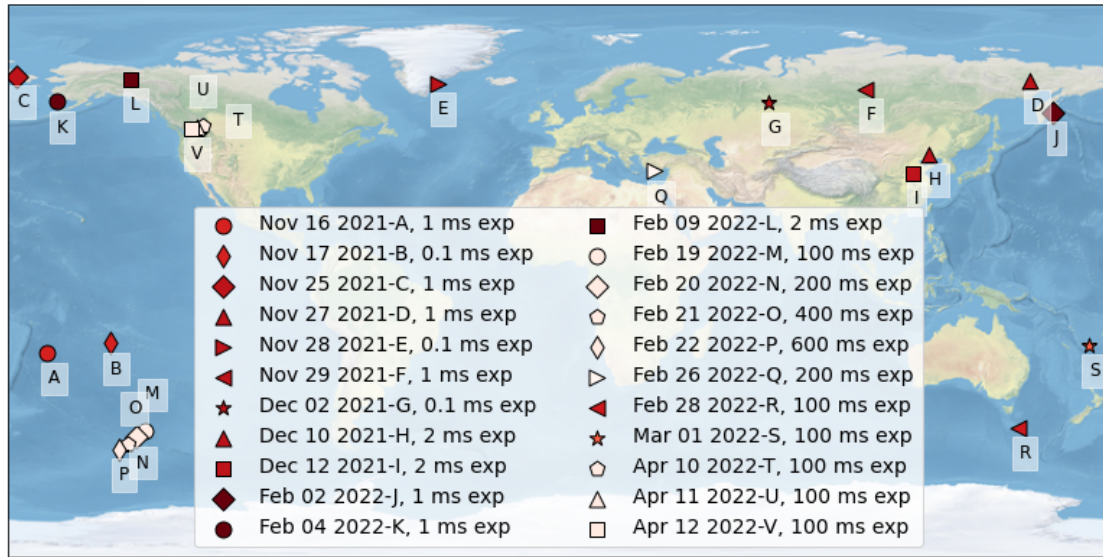 U
C
K
L
E
T
V
G
F
D
J
Q
H
I
Nov 16 2021-A, 1 ms exp
Nov 17 2021-B, 0.1 ms exp
Nov 25 2021-C, 1 ms exp
Nov 27 2021-D, 1 ms exp
Nov 28 2021-E, 0.1 ms exp
Nov 29 2021-F, 1 ms exp
Dec 02 2021-G, 0.1 ms exp
Dec 10 2021-H, 2 ms exp
Dec 12 2021-I, 2 ms exp
Feb 02 2022-J, 1 ms exp
Feb 04 2022-K, 1 ms exp
Feb 09 2022-L, 2 ms exp
Feb 19 2022-M, 100 ms exp
Feb 20 2022-N, 200 ms exp
Feb 21 2022-O, 400 ms exp
Feb 22 2022-P, 600 ms exp
Feb 26 2022-Q, 200 ms exp
Feb 28 2022-R, 100 ms exp
Mar 01 2022-S, 100 ms exp
Apr 10 2022-T, 100 ms exp
Apr 11 2022-U, 100 ms exp
Apr 12 2022-V, 100 ms exp
A
B
M
O
N
P
S
R